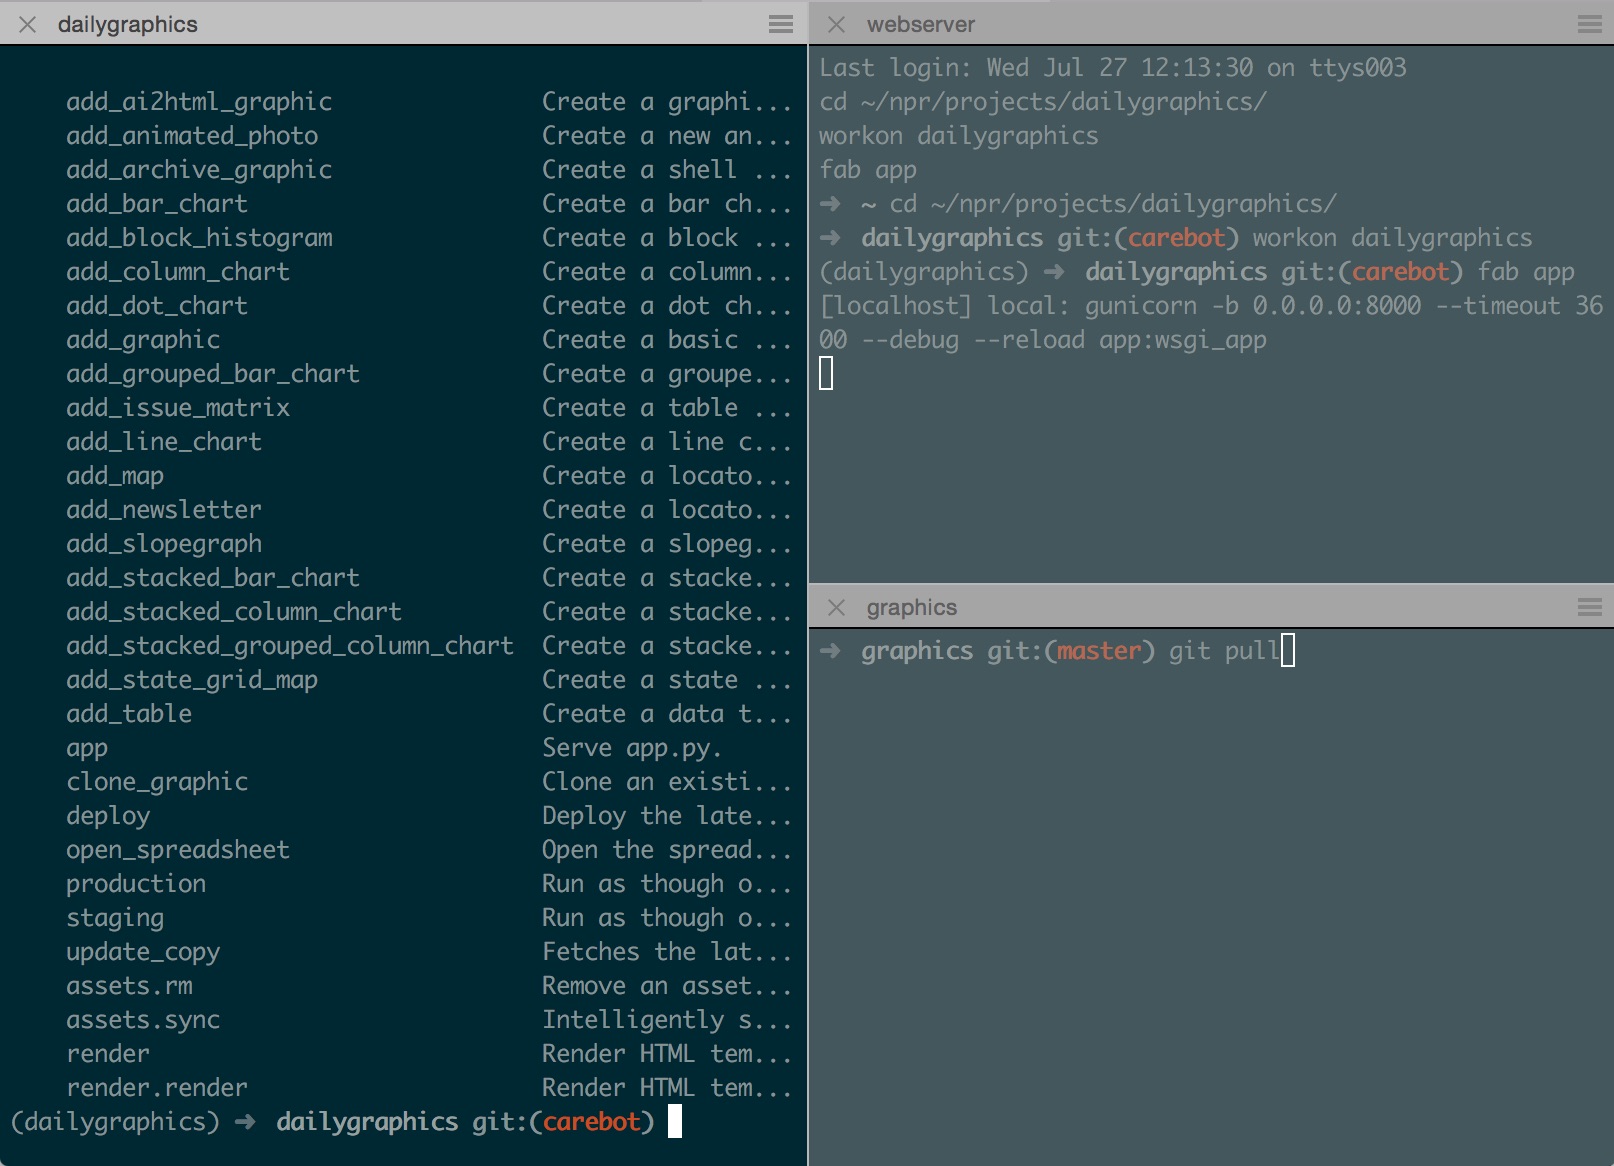 dailygraphics
add_ai2html_graphic Create a graphi...
add_animated_photo Create a new an...
add_archive_graphic Create a shell ...
add_bar_chart Create a bar ch...
add_block_histogram Create a block ...
add_column_chart Create a column...
add_dot_chart Create a dot ch...
add_graphic Create a basic ...
add_grouped_bar_chart Create a groupe...
add_issue_matrix Create a table ...
add_line_chart Create a line c...
add_map Create a locato...
add_newsletter Create a locato...
add_slopegraph Create a slopeg...
add_stacked_bar_chart Create a stacke...
add_stacked_column_chart Create a stacke...
add_stacked_grouped_column_chart Create a stacke...
add_state_grid_map Create a state ...
add_table Create a data t...
app Serve app.py.
clone_graphic Clone an existi...
deploy Deploy the late...
open_spreadsheet Open the spread...
production Run as though o...
staging Run as though o...
update_copy Fetches the lat...
assets.rm Remove an asset...
assets.sync Intelligently s...
render Render HTML tem...
render.render Render HTML tem...
(dailygraphics) ➜ dailygraphics git:(carebot)
webserver
Last login: Wed Jul 27 12:13:30 on ttys003
cd ~/npr/projects/dailygraphics/
workon dailygraphics
fab app
➜ ~ cd ~/npr/projects/dailygraphics/
➜ dailygraphics git:(carebot) workon dailygraphics
(dailygraphics) ➜ dailygraphics git:(carebot) fab app
[localhost] local: gunicorn -b 0.0.0.0:8000 --timeout 36
00 --debug --reload app:wsgi_app
graphics
➜ graphics git:(master) git pull